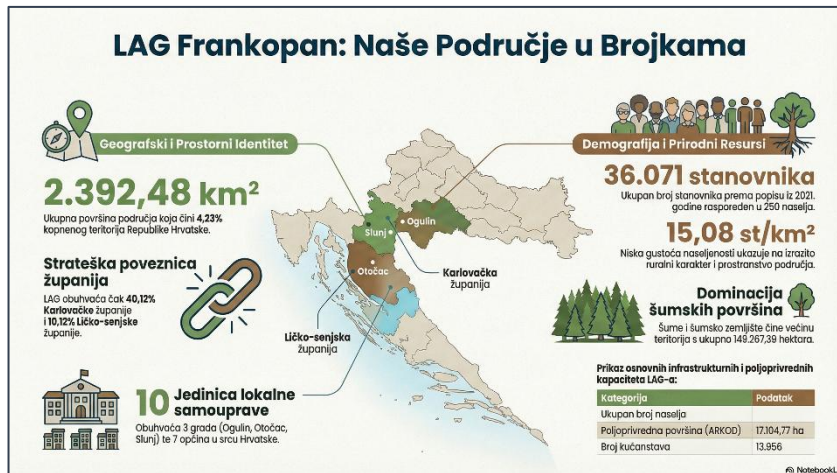 LAG Frankopan: Naše Područje u Brojkama
Geografski i Prostorni Identitet
2.392,48 km²
Ukupna površina područja koja čini 4,23%
kopnenog teritorija Republike Hrvatske.
Strateška poveznica
županija
LAG obuhvaća čak 40,12%
Karlovačke županije
i 10,12% Ličko-senjske
županije.
10 Jedinica lokalne
samouprave
Obuhvaća 3 grada (Ogulin, Otočac,
Slunj) te 7 općina u srcu Hrvatske.
Ogulin
Slunj
Otočac
Karlovačka
županija
Ličko-senjska
županija
Demografija i Prirodni Resursi
36.071 stanovnika
Ukupan broj stanovnika prema popisu iz 2021.
godine rasporeden u 250 naselja.
15,08 st/km²
Niska gustoća naseljenosti ukazuje na izrazito
ruralni karakter i prostranstvo područja.
Dominacija
šumskih površina
Šume i šumsko zemljište čine većinu
teritorija s ukupno 149.267,39 hektara.
Prikaz osnovnih infrastrukturnih i poljoprivrednih
kapaciteta LAG-a:
Kategorija Podatak
Ukupan broj naselja
Poljoprivredna površina (ARKOD) 17.104,77 ha
Broj kućanstava 13.956